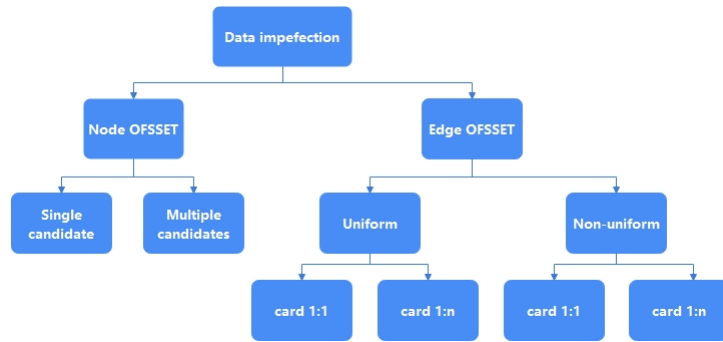 Data impefection
Node OFSSET
Edge OFSSET
Single
candidate
Multiple
candidates
Uniform
Non-uniform
card 1:1
card 1:n
card 1:1
card 1:n